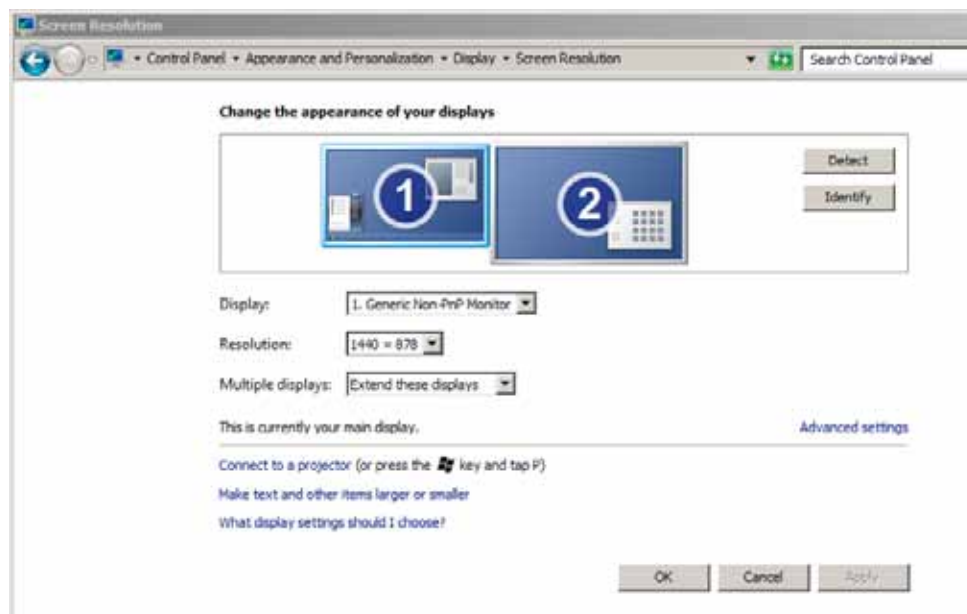 Screen Resolution
Control Panel • Appearance and Personalization • Display • Screen Resolution
Search Control Panel
Change the appearance of your displays
1
2
Detect
Identify
Display: 1. Generic Non-PnP Monitor
Resolution: 1440 × 878
Multiple displays: Extend these displays
This is currently your main display.
Advanced settings
Connect to a projector (or press the key and tap P)
Make text and other items larger or smaller
What display settings should I choose?
OK Cancel Apply